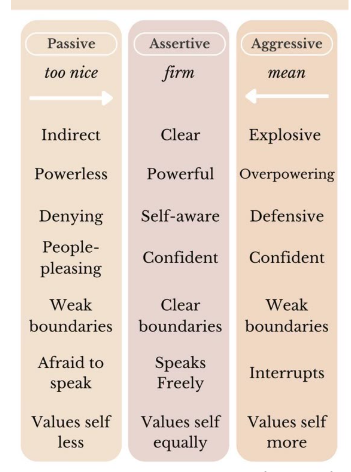 Passive
too nice
Indirect
Powerless
Denying
People-
pleasing
Weak
boundaries
Afraid to
speak
Values self
less
Assertive
firm
Clear
Powerful
Self-aware
Confident
Clear
boundaries
Speaks
Freely
Values self
equally
Aggressive
mean
Explosive
Overpowering
Defensive
Confident
Weak
boundaries
Interrupts
Values self
more